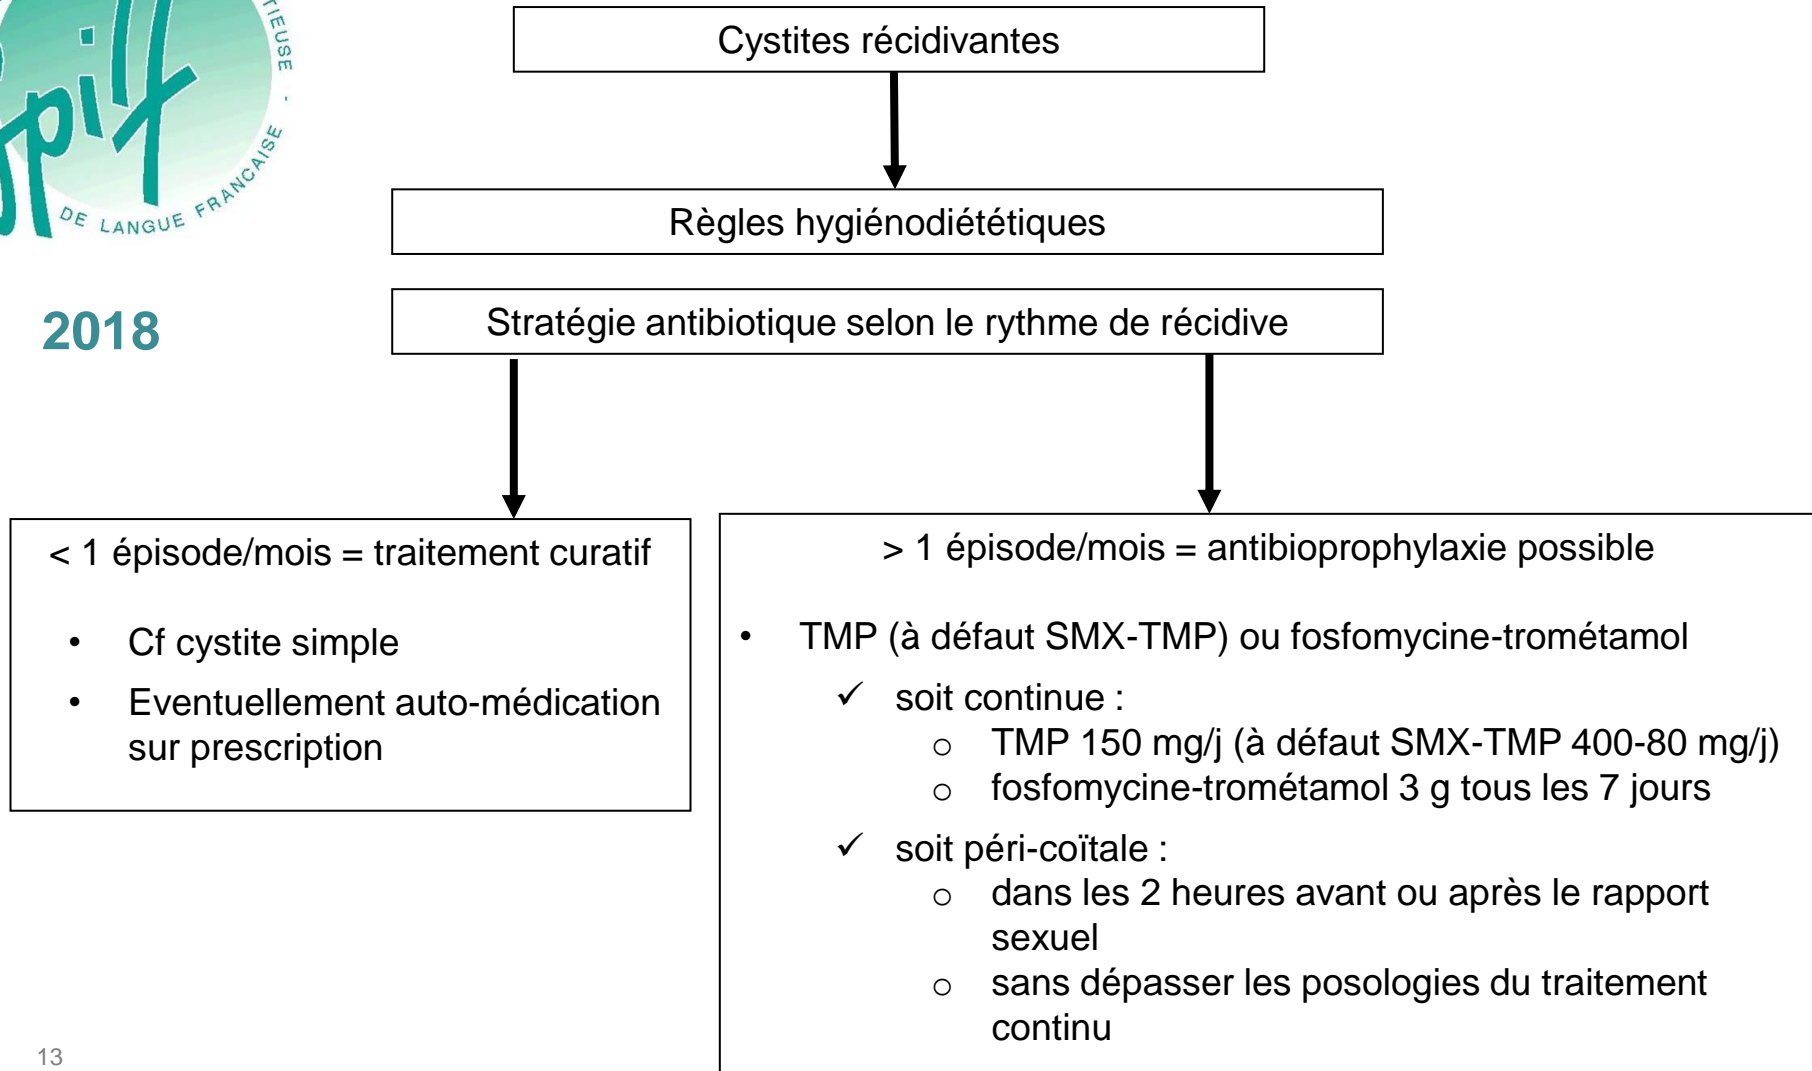 TIEUSE -
spilf
DE LANGUE FRANÇAISE
2018
Cystites récidivantes
Règles hygiénodiététiques
Stratégie antibiotique selon le rythme de récidive
< 1 épisode/mois = traitement curatif
• Cf cystite simple
• Eventuellement auto-médication
sur prescription
> 1 épisode/mois = antibioprophylaxie possible
• TMP (à défaut SMX-TMP) ou fosfomycine-trométamol
✓ soit continue :
o TMP 150 mg/j (à défaut SMX-TMP 400-80 mg/j)
o fosfomycine-trométamol 3 g tous les 7 jours
✓ soit péri-coïtale :
o dans les 2 heures avant ou après le rapport
sexuel
o sans dépasser les posologies du traitement
continu
13